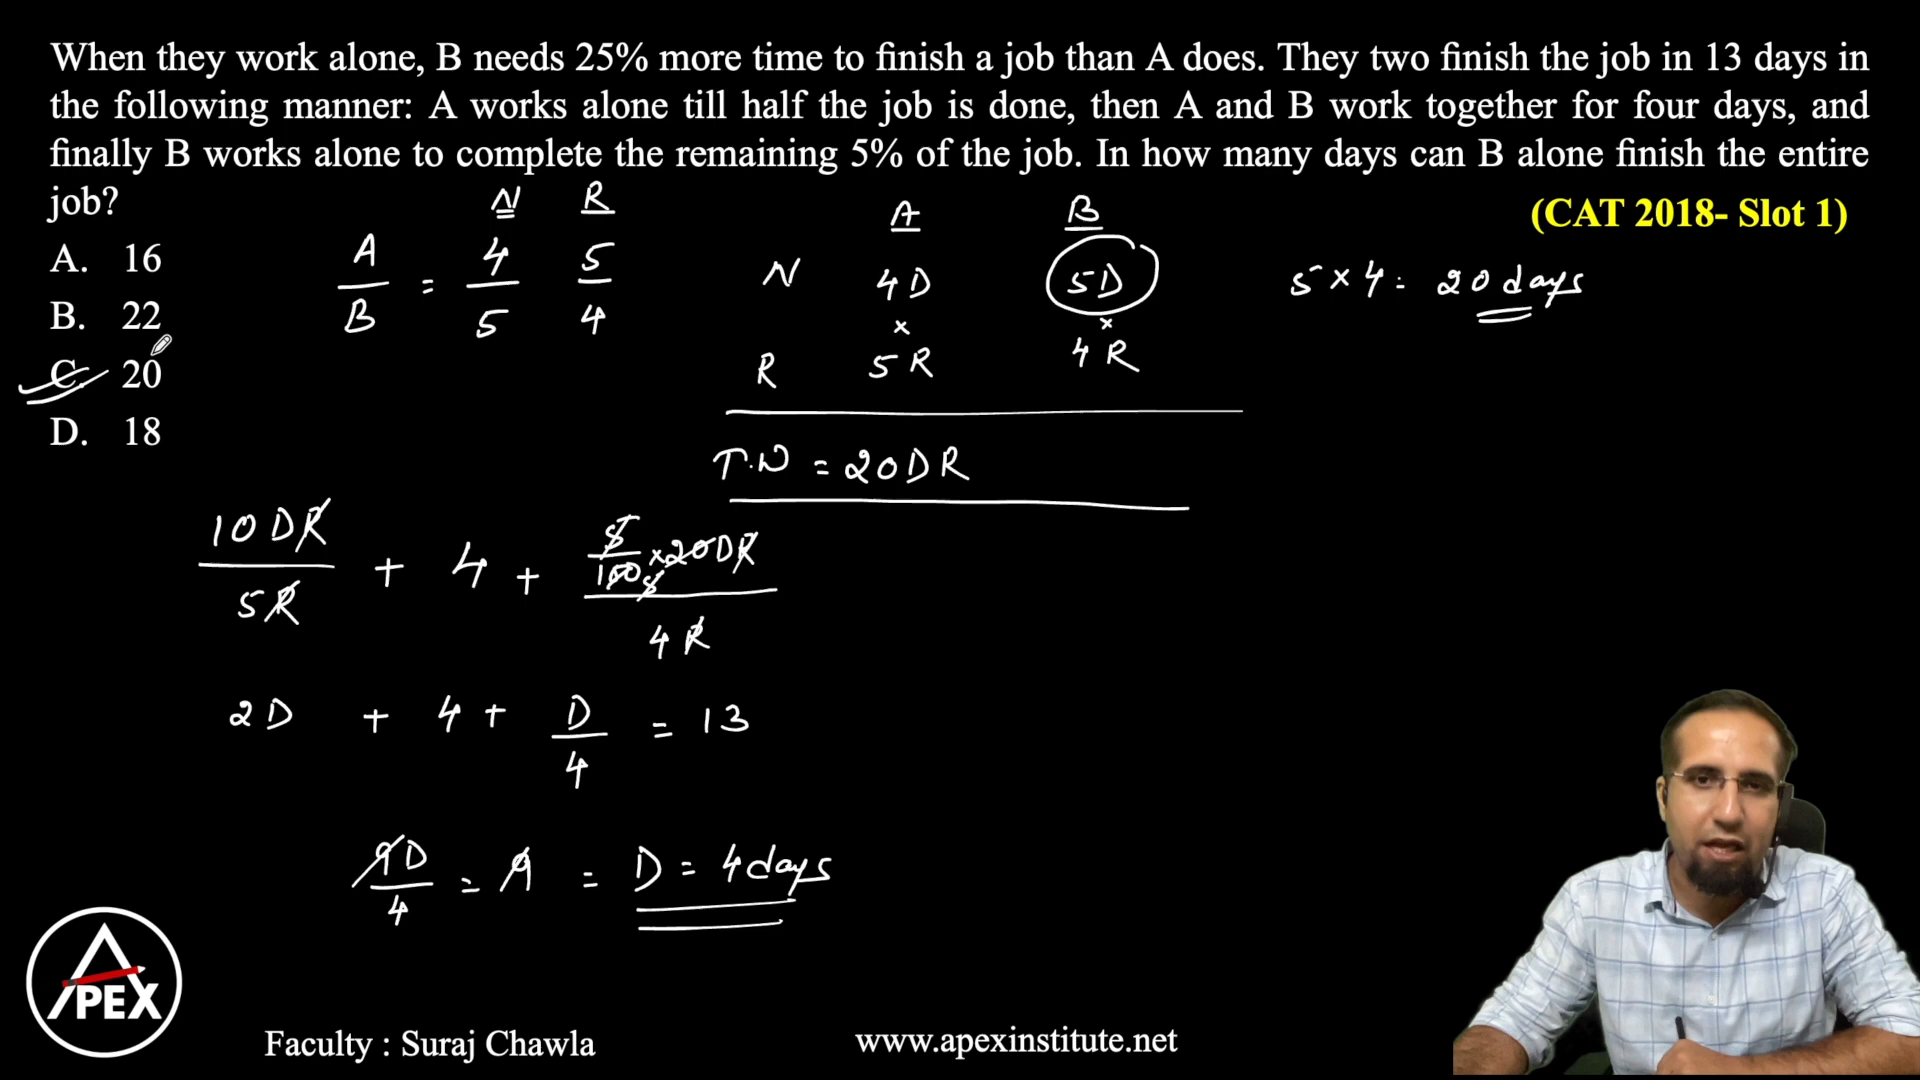 When they work alone, B needs 25% more time to finish a job than A does. They two finish the job in 13 days in
the following manner: A works alone till half the job is done, then A and B work together for four days, and
finally B works alone to complete the remaining 5% of the job. In how many days can B alone finish the entire
job?
(CAT 2018- Slot 1)
A. 16
B. 22
C. 20
D. 18
N R
A/B = 4/5 5/4
A B
N 4D 5D
× ×
R 5R 4R
T.W = 20DR
5 × 4 = 20 days
10DR/5R + 4 + 5/100 × 20DR/4R
2D + 4 + D/4 = 13
9D/4 = 9 = D = 4 days
APEX
Faculty : Suraj Chawla
www.apexinstitute.net